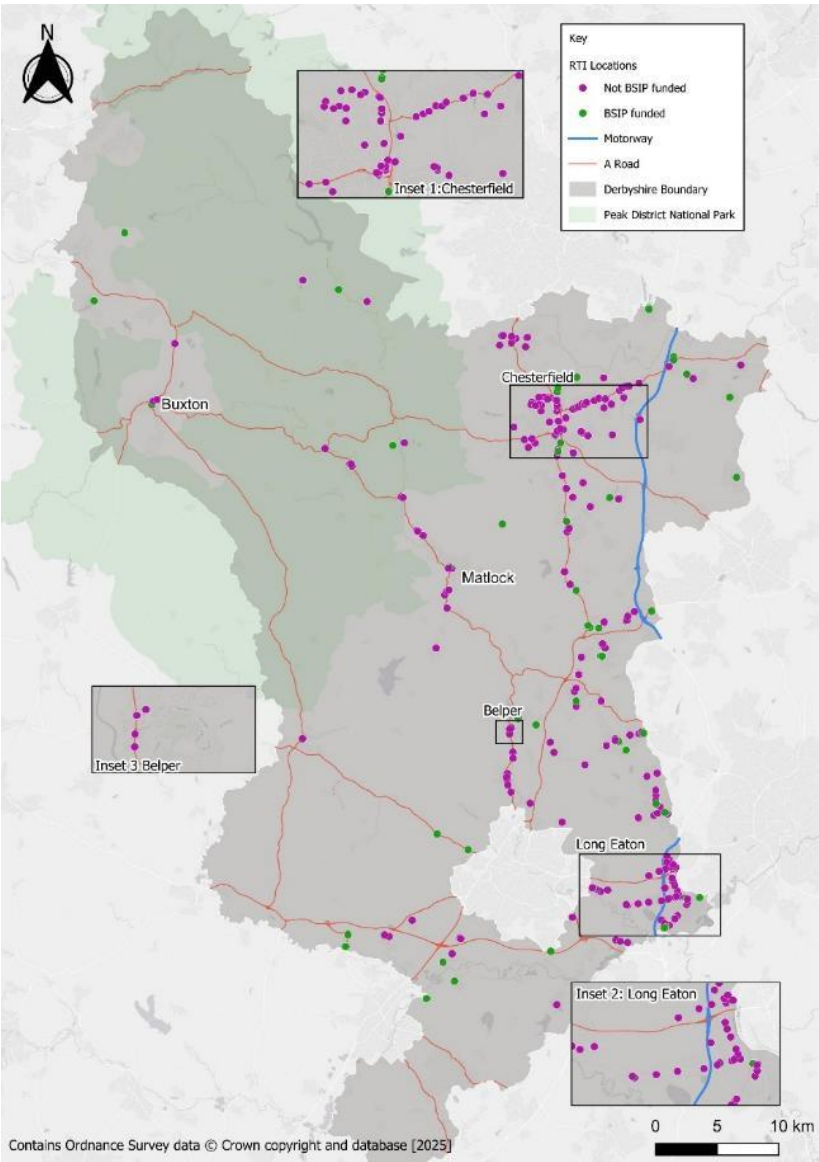 N
Key
RTI Locations
Not BSIP funded
BSIP funded
Motorway
A Road
Derbyshire Boundary
Peak District National Park
Inset 1:Chesterfield
Chesterfield
Buxton
Matlock
Belper
Inset 3 Belper
Long Eaton
Inset 2: Long Eaton
0 5 10 km
Contains Ordnance Survey data © Crown copyright and database [2025]